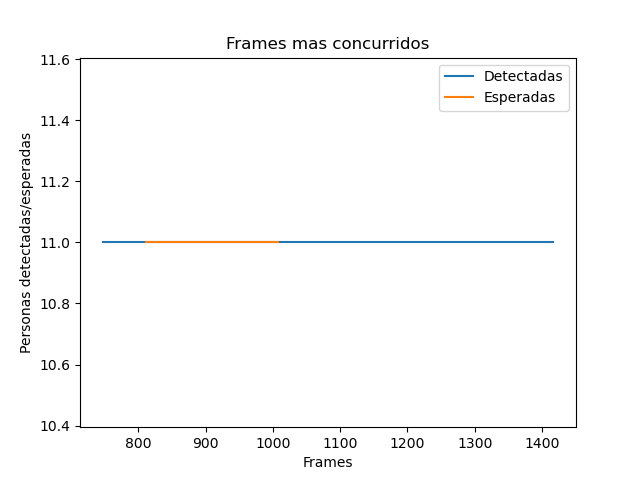 Frames mas concurridos
11.6
11.4
11.2
11.0
10.8
10.6
10.4
Personas detectadas/esperadas
Detectadas
Esperadas
800 900 1000 1100 1200 1300 1400
Frames